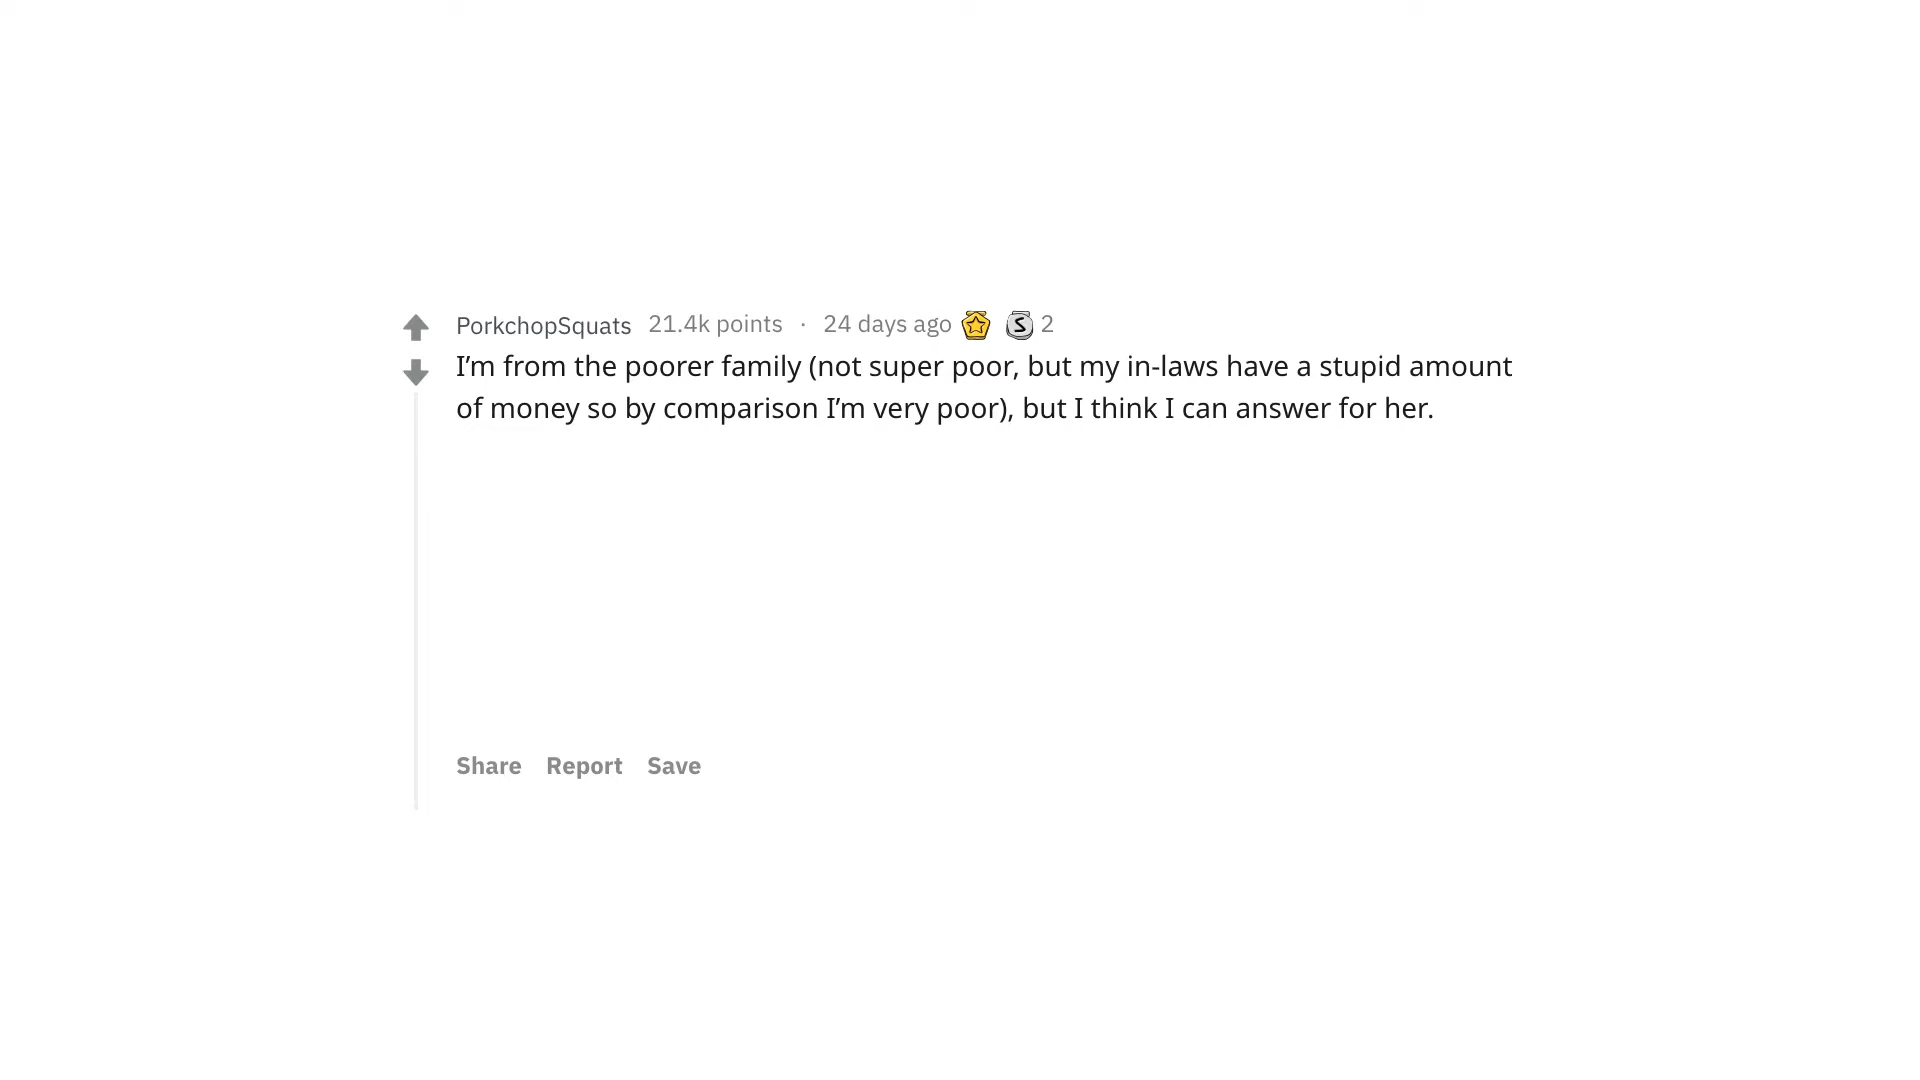 PorkchopSquats 21.4k points · 24 days ago S 2
I’m from the poorer family (not super poor, but my in-laws have a stupid amount
of money so by comparison I’m very poor), but I think I can answer for her.
Share Report Save